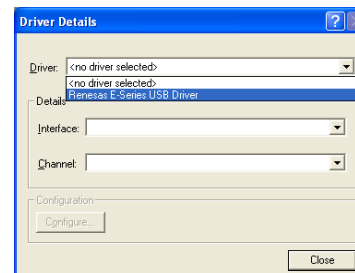 Driver Details
?
Driver: <no driver selected>
<no driver selected>
Renesas E-Series USB Driver
Details
Interface:
Channel:
Configuration
Configure...
Close